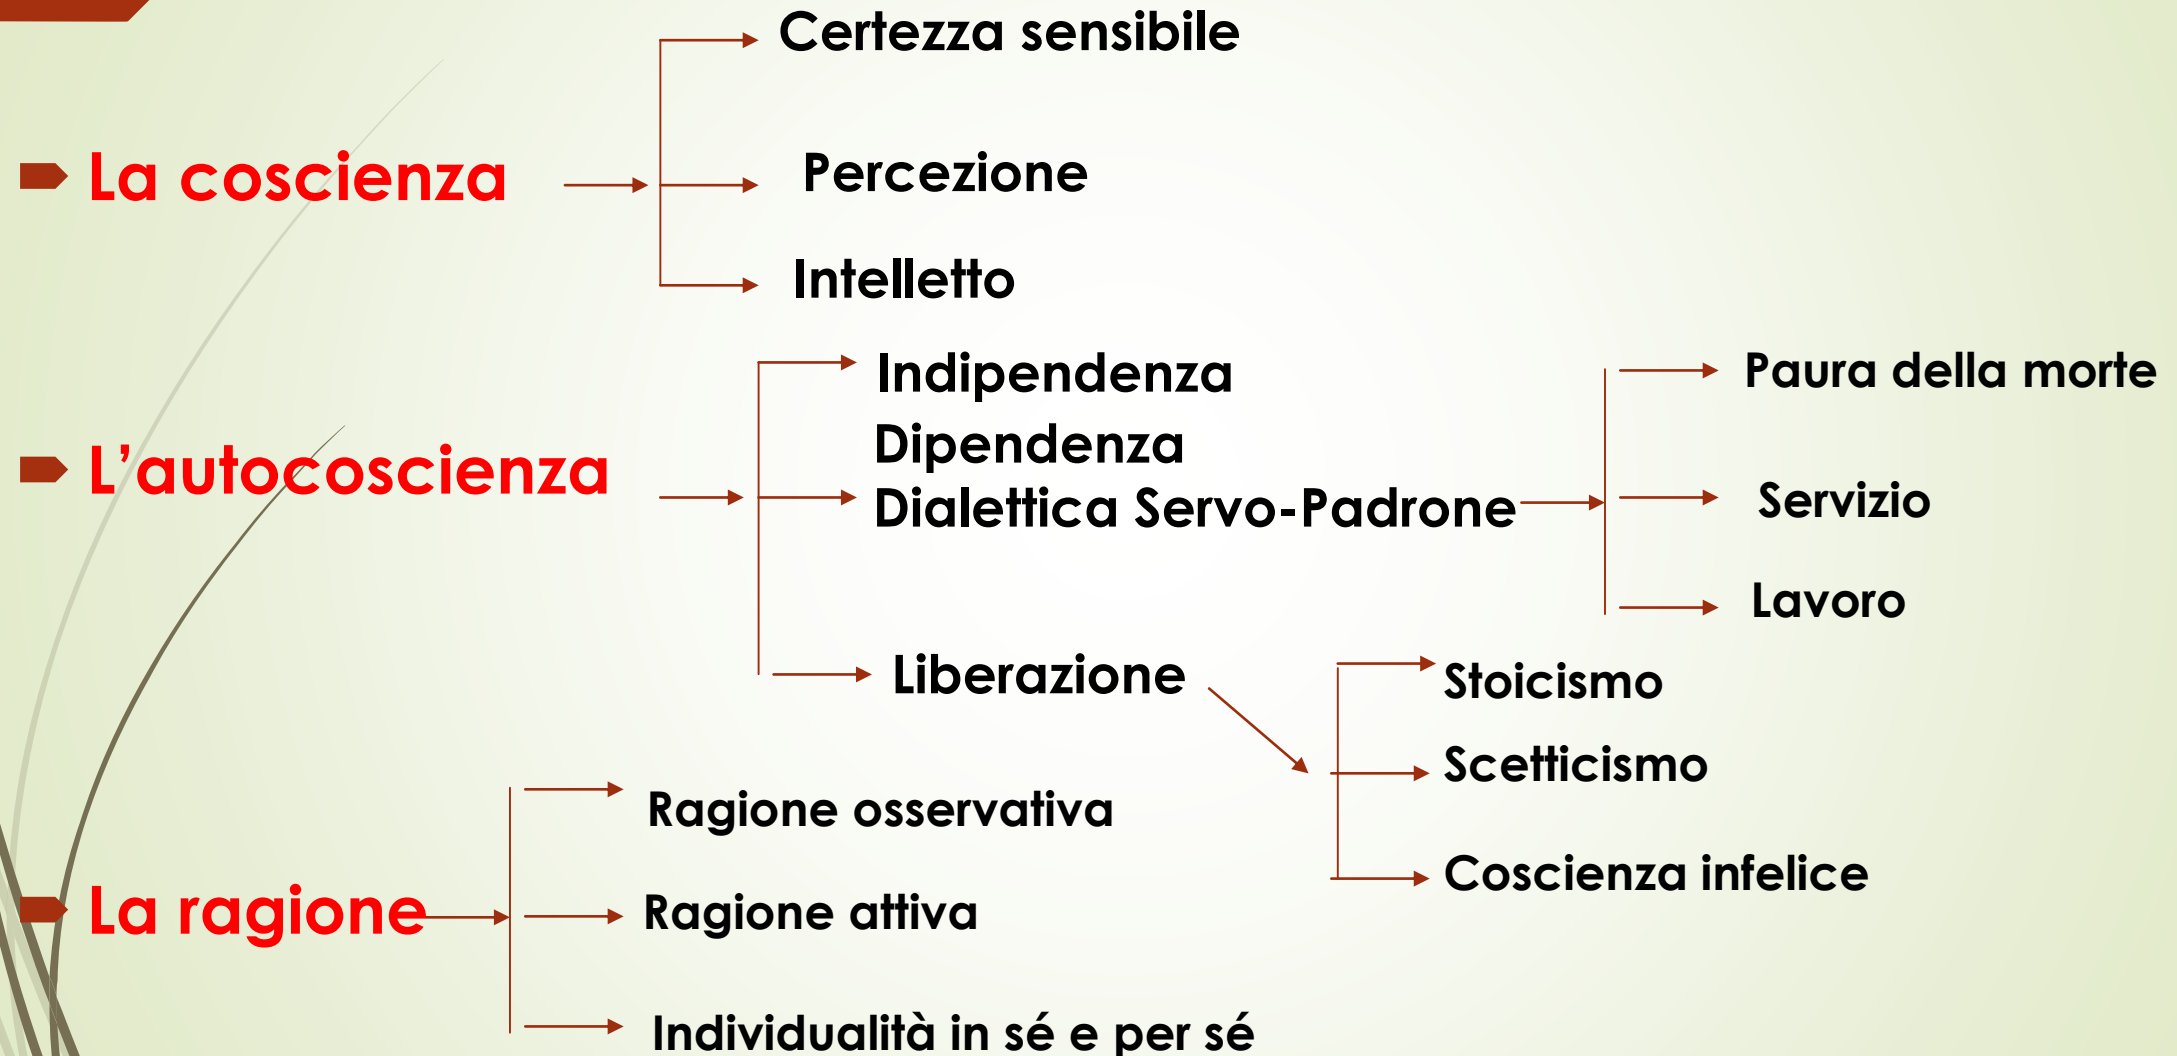 Certezza sensibile
La coscienza
Percezione
Intelletto
Indipendenza
Dipendenza
L’autocoscienza
Dialettica Servo-Padrone
Paura della morte
Servizio
Lavoro
Liberazione
Stoicismo
Scetticismo
Coscienza infelice
Ragione osservativa
La ragione
Ragione attiva
Individualità in sé e per sé